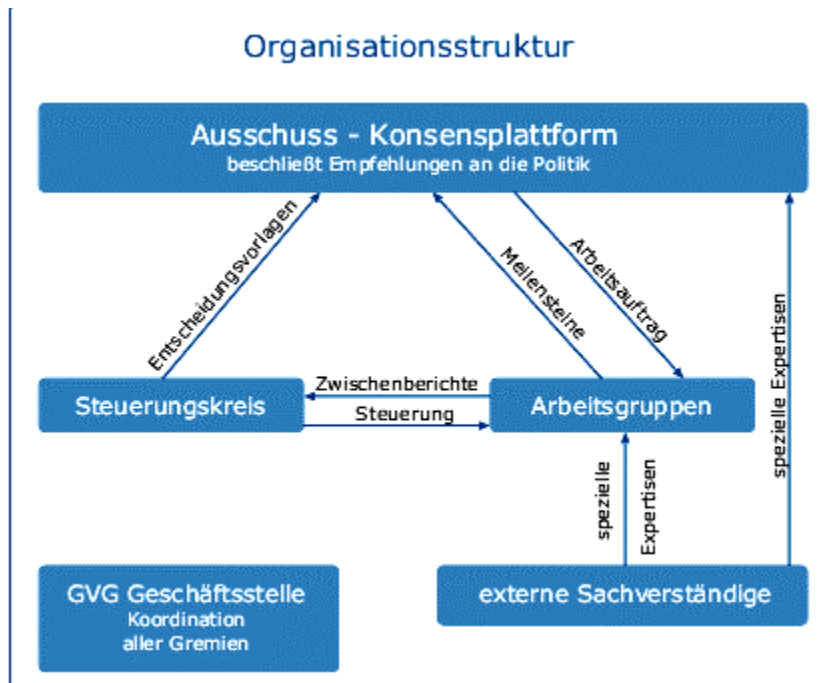 Organisationsstruktur
Ausschuss - Konsensplattform
beschließt Empfehlungen an die Politik
Entscheidungsvorlagen
Meilensteine
Arbeitsauftrag
spezielle Expertisen
Steuerungskreis
Zwischenberichte
Steuerung
Arbeitsgruppen
spezielle
Expertisen
GVG Geschäftsstelle
Koordination
aller Gremien
externe Sachverständige